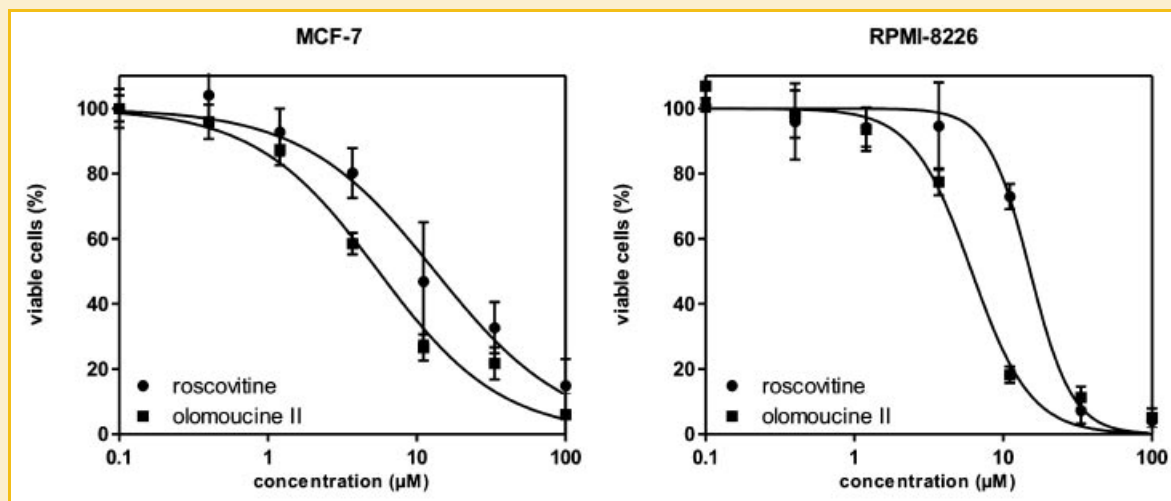 MCF-7
100
80
60
40
20
0
viable cells (%)
roscovitine
olomoucine II
0.1 1 10 100
concentration (µM)
RPMI-8226
100
80
60
40
20
0
viable cells (%)
roscovitine
olomoucine II
0.1 1 10 100
concentration (µM)